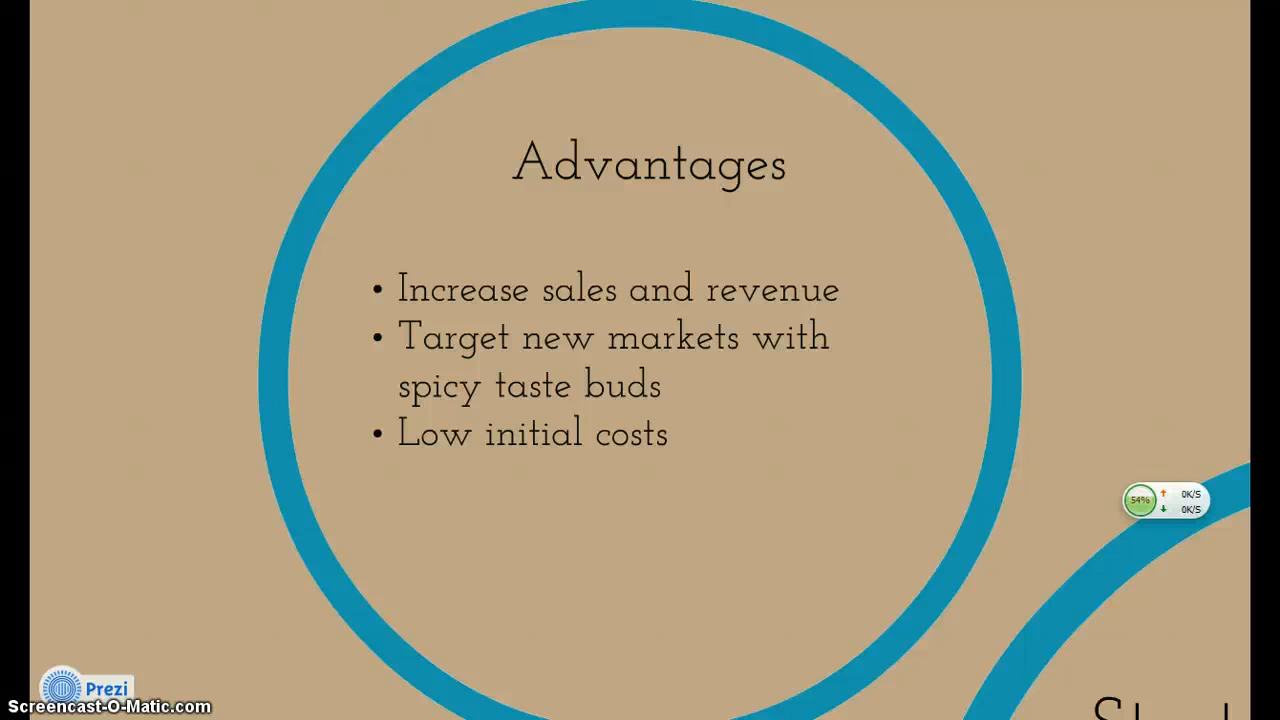 Advantages
• Increase sales and revenue
• Target new markets with
spicy taste buds
• Low initial costs
54%
0K/S
0K/S
Prezi
Screencast-O-Matic.com